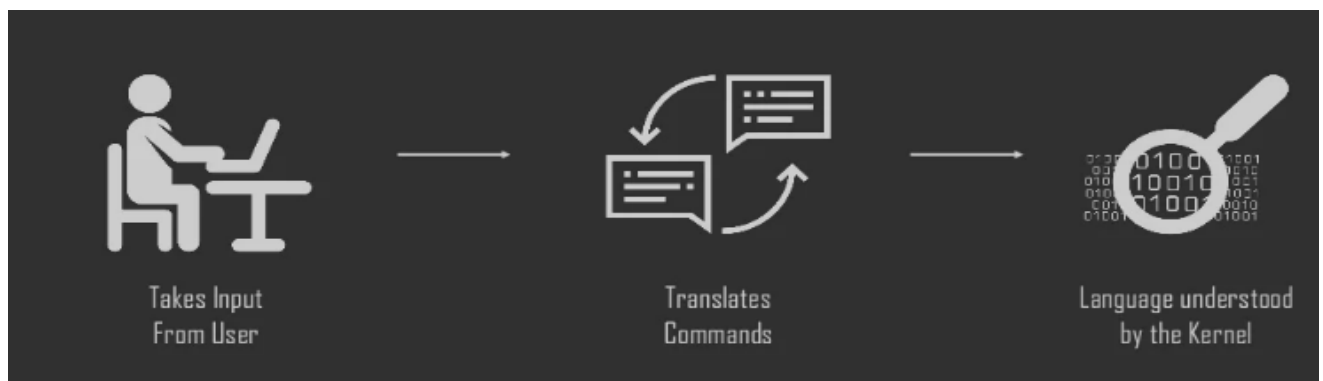 Takes Input
From User
Translates
Commands
Language understood
by the Kernel